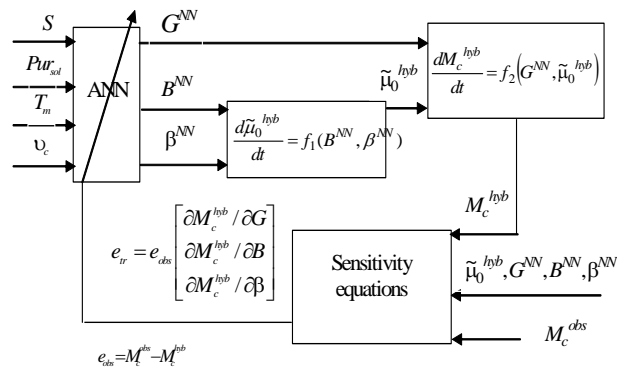 S
Pur_sol
T_m
υ_c
ANN
G^NN
B^NN
β^NN
dμ̃_0^hyb/dt = f_1(B^NN, β^NN)
μ̃_0^hyb
dM_c^hyb/dt = f_2(G^NN, μ̃_0^hyb)
M_c^hyb
e_tr = e_obs [∂M_c^hyb/∂G
∂M_c^hyb/∂B
∂M_c^hyb/∂β]
Sensitivity
equations
μ̃_0^hyb, G^NN, B^NN, β^NN
M_c^obs
e_obs = M_c^obs − M_c^hyb